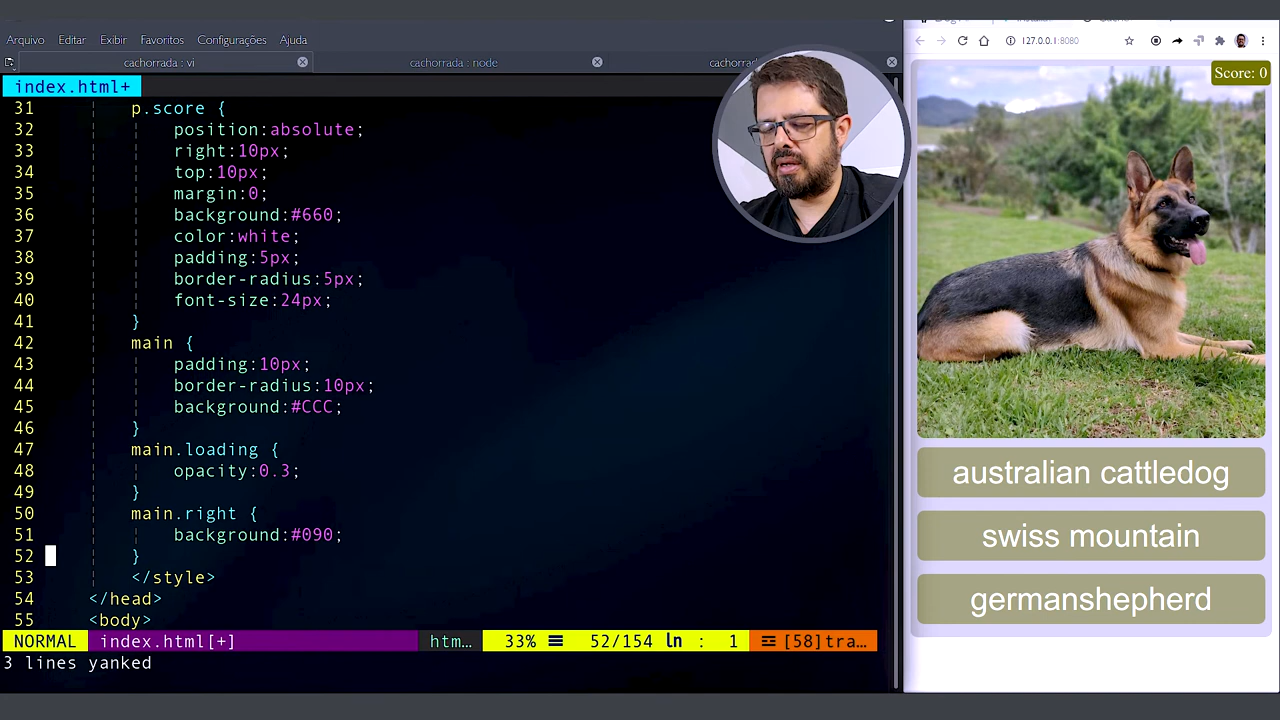 Arquivo Editar Exibir Favoritos Ajuda
cachorrada : vi
cachorrada : node
127.0.0.1:8080
index.html+
31 p.score {
32 position:absolute;
33 right:10px;
34 top:10px;
35 margin:0;
36 background:#660;
37 color:white;
38 padding:5px;
39 border-radius:5px;
40 font-size:24px;
41 }
42 main {
43 padding:10px;
44 border-radius:10px;
45 background:#CCC;
46 }
47 main.loading {
48 opacity:0.3;
49 }
50 main.right {
51 background:#090;
52 }
53 </style>
54 </head>
55 <body>
NORMAL index.html[+] htm… 33% 52/154 ln : 1 [58]tra…
3 lines yanked
Score: 0
australian cattledog
swiss mountain
germanshepherd